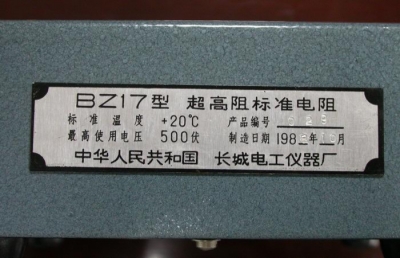 BZ17型 超高阻标准电阻
标准温度 +20℃ 产品编号
最高使用电压 500伏 制造日期 198 年 月
中华人民共和国 长城电工仪器厂